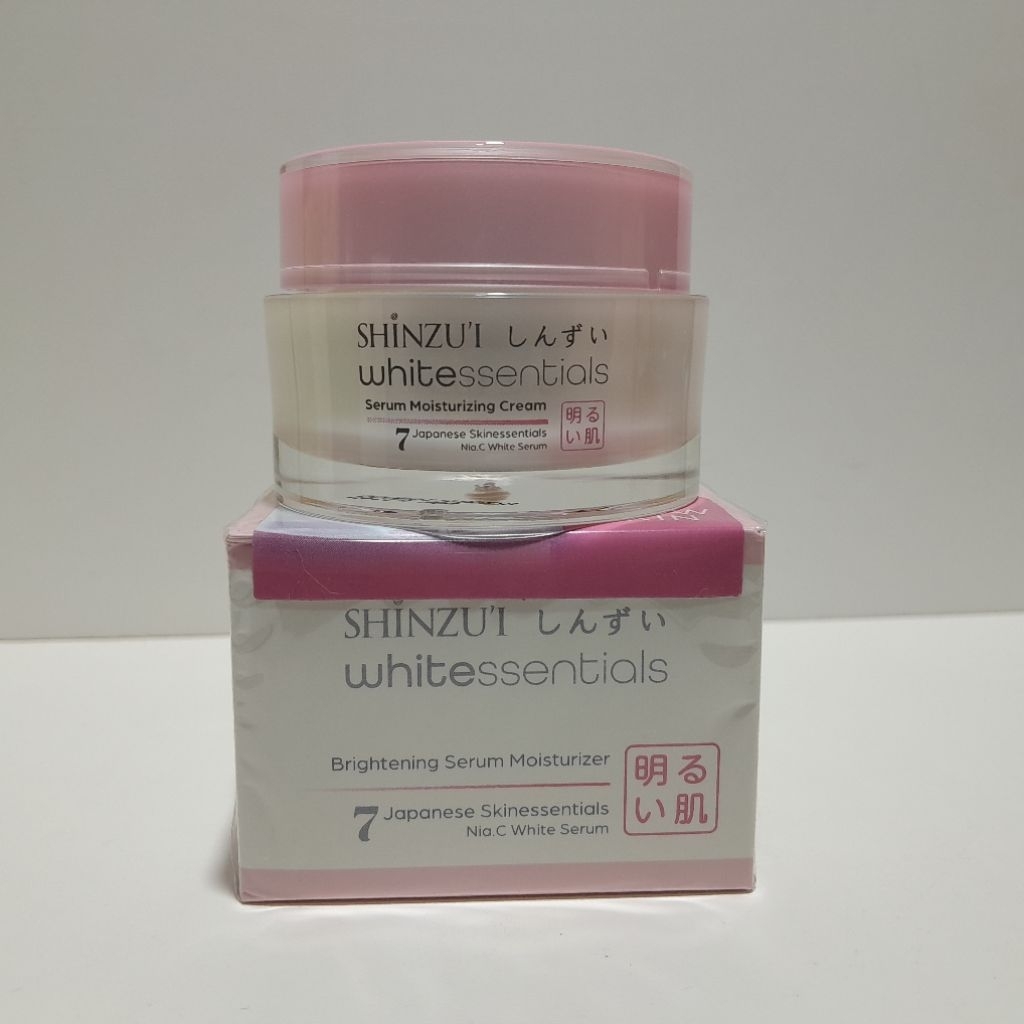 SHINZU'I しんずい
whitessentials
Serum Moisturizing Cream
7 Japanese Skinessentials
Nia.C White Serum
明る
い肌
SHINZU'I しんずい
whitessentials
Brightening Serum Moisturizer
7 Japanese Skinessentials
Nia.C White Serum
明る
い肌